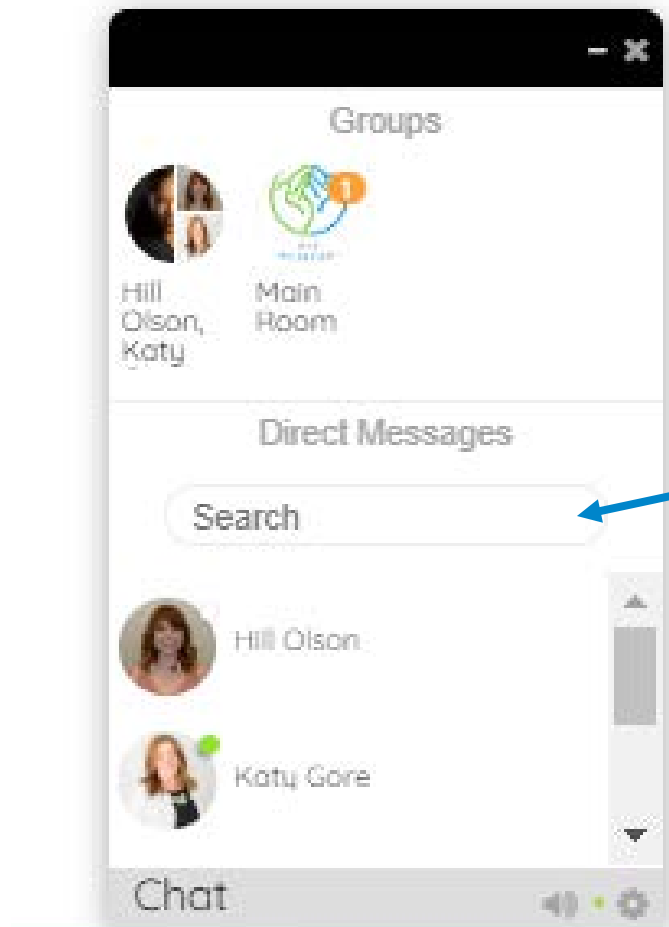 Groups
1
Hill
Olson,
Katy
Main
Room
Direct Messages
Search
Hill Olson
Katy Gore
Chat